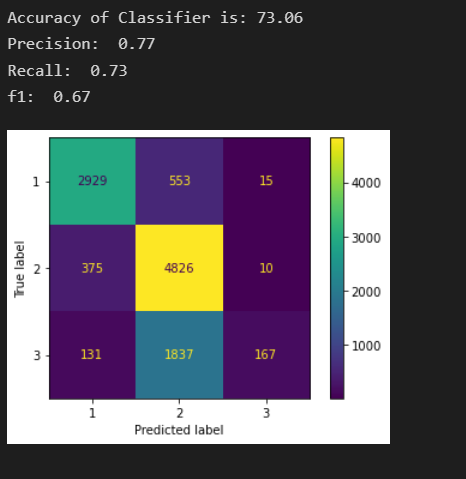 Accuracy of Classifier is: 73.06
Precision:  0.77
Recall:  0.73
f1:  0.67
1 2929 553 15
2 375 4826 10
3 131 1837 167
1 2 3
True label
Predicted label
4000
3000
2000
1000